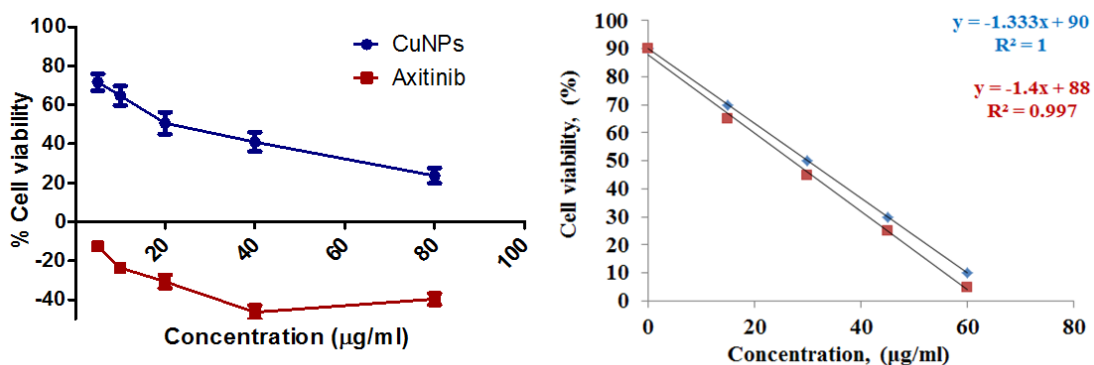 100
80
60
40
20
0
-20
-40
% Cell viability
CuNPs
Axitinib
20
40
60
80
100
Concentration (μg/ml)
y = -1.333x + 90
R² = 1
y = -1.4x + 88
R² = 0.997
100
90
80
70
60
50
40
30
20
10
0
Cell viability, (%)
0
20
40
60
80
Concentration, (μg/ml)